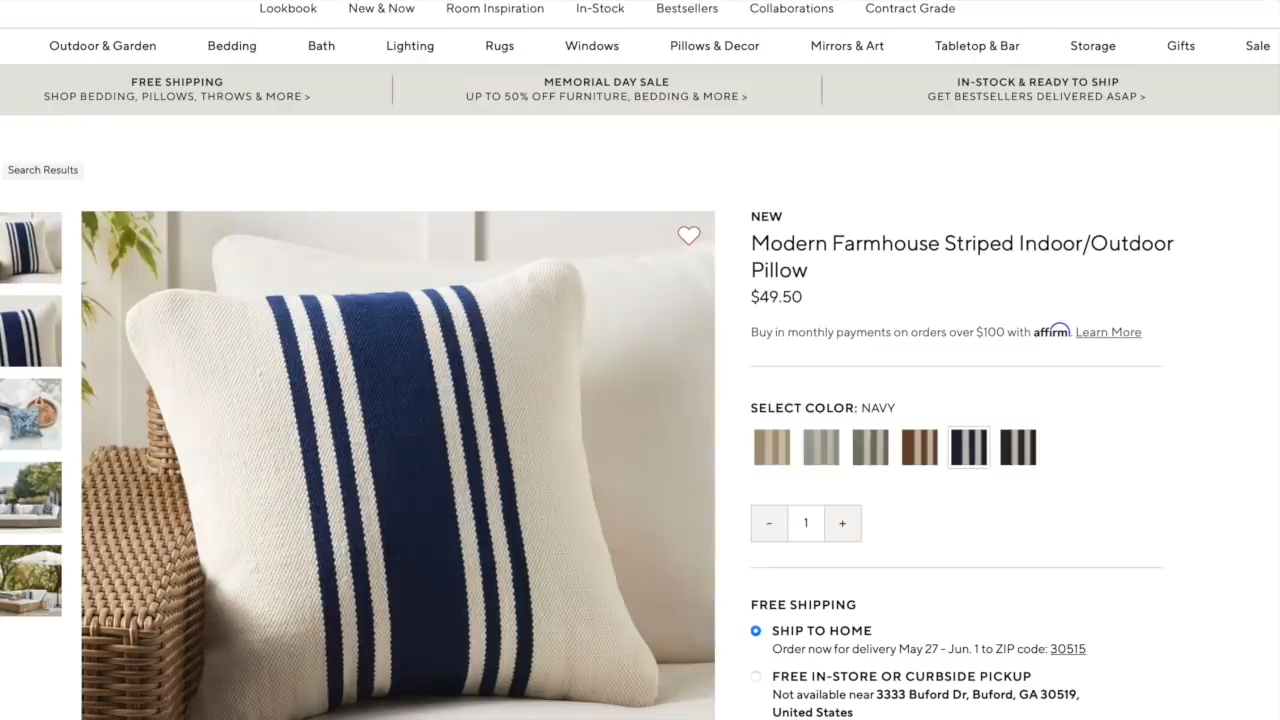 Lookbook New & Now Room Inspiration In-Stock Bestsellers Collaborations Contract Grade
Outdoor & Garden Bedding Bath Lighting Rugs Windows Pillows & Decor Mirrors & Art Tabletop & Bar Storage Gifts Sale
FREE SHIPPING
SHOP BEDDING, PILLOWS, THROWS & MORE >
MEMORIAL DAY SALE
UP TO 50% OFF FURNITURE, BEDDING & MORE >
IN-STOCK & READY TO SHIP
GET BESTSELLERS DELIVERED ASAP >
Search Results
NEW
Modern Farmhouse Striped Indoor/Outdoor
Pillow
$49.50
Buy in monthly payments on orders over $100 with affirm. Learn More
SELECT COLOR: NAVY
- 1 +
FREE SHIPPING
SHIP TO HOME
Order now for delivery May 27 - Jun. 1 to ZIP code: 30515
FREE IN-STORE OR CURBSIDE PICKUP
Not available near 3333 Buford Dr, Buford, GA 30519,
United States